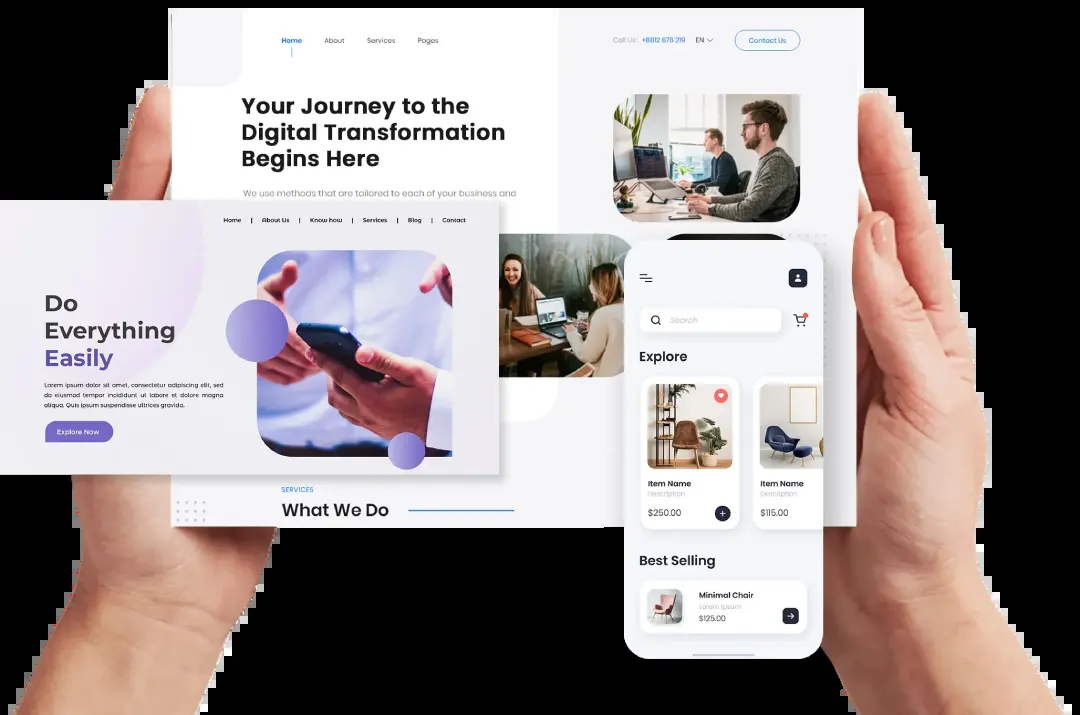 Home About Services Pages
Call Us: +8812 678 219 EN Contact Us
Your Journey to the
Digital Transformation
Begins Here
We use methods that are tailored to each of your business and
Home | About Us | Know how | Services | Blog | Contact
Do
Everything
Easily
Lorem ipsum dolor sit amet, consectetur adipiscing elit, sed
do eiusmod tempor incididunt ut labore et dolore magna
aliqua. Quis ipsum suspendisse ultrices gravida.
Explore Now
SERVICES
What We Do
Search
Explore
Item Name
Description
$250.00
Item Name
Description
$115.00
Best Selling
Minimal Chair
Lorem Ipsum
$125.00